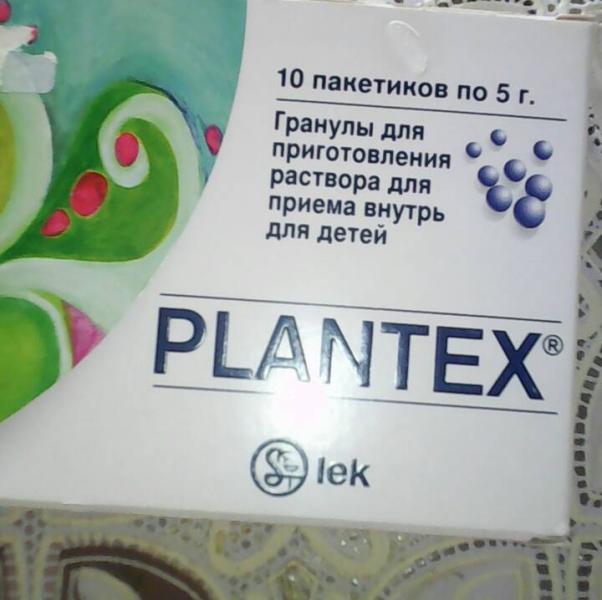 10 пакетиков по 5 г.
Гранулы для
приготовления
раствора для
приема внутрь
для детей
PLANTEX®
lek